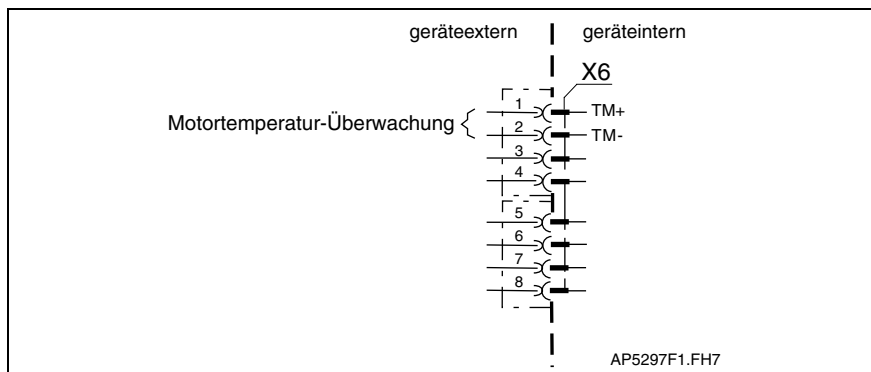 geräteextern geräteintern
X6
1 TM+
Motortemperatur-Überwachung
2 TM-
3
4
5
6
7
8
AP5297F1.FH7